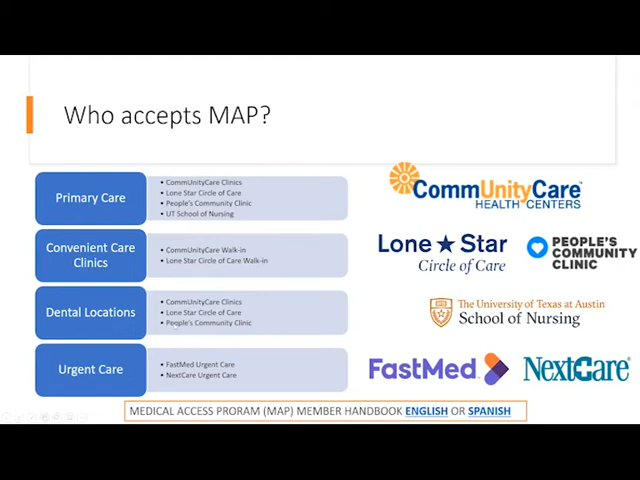 Who accepts MAP?
Primary Care
• CommUnityCare Clinics
• Lone Star Circle of Care
• People's Community Clinic
• UT School of Nursing
Convenient Care
Clinics
• CommUnityCare Walk-in
• Lone Star Circle of Care Walk-in
Dental Locations
• CommUnityCare Clinics
• Lone Star Circle of Care
• People's Community Clinic
Urgent Care
• FastMed Urgent Care
• NextCare Urgent Care
CommUnityCare™
HEALTH CENTERS
Lone ★ Star
Circle of Care
PEOPLE'S
COMMUNITY
CLINIC
The University of Texas at Austin
School of Nursing
FastMed
NextCare
MEDICAL ACCESS PRORAM (MAP) MEMBER HANDBOOK ENGLISH OR SPANISH